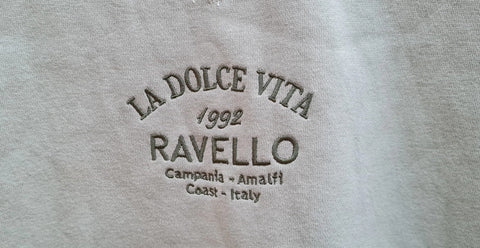 LA DOLCE VITA
1992
RAVELLO
Campania - Amalfi
Coast - Italy